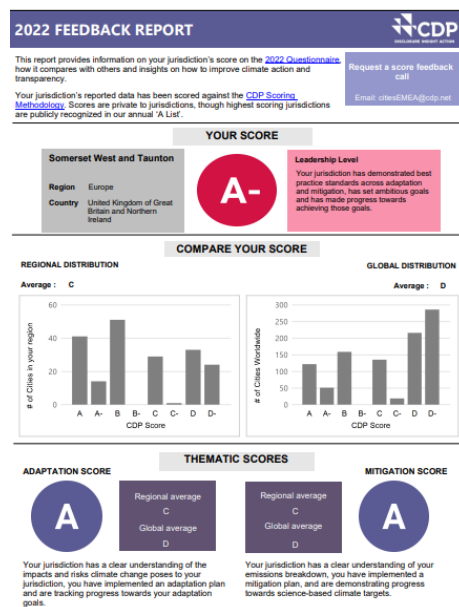 2022 FEEDBACK REPORT
CDP
DISCLOSURE INSIGHT ACTION
This report provides information on your jurisdiction's score on the 2022 Questionnaire,
how it compares with others and insights on how to improve climate action and
transparency.
Your jurisdiction's reported data has been scored against the CDP Scoring
Methodology. Scores are private to jurisdictions, though highest scoring jurisdictions
are publicly recognized in our annual 'A List'.
Request a score feedback
call
Email: citiesEMEA@cdp.net
YOUR SCORE
Somerset West and Taunton
Region Europe
Country United Kingdom of Great
Britain and Northern
Ireland
A-
Leadership Level
Your jurisdiction has demonstrated best
practice standards across adaptation
and mitigation, has set ambitious goals
and has made progress towards
achieving those goals.
COMPARE YOUR SCORE
REGIONAL DISTRIBUTION
Average : C
# of Cities in your region
60
40
20
0
A A- B B- C C- D D-
CDP Score
GLOBAL DISTRIBUTION
Average : D
# of Cities Worldwide
300
250
200
150
100
50
0
A A- B B- C C- D D-
CDP Score
THEMATIC SCORES
ADAPTATION SCORE
A
Regional average
C
Global average
D
Your jurisdiction has a clear understanding of the
impacts and risks climate change poses to your
jurisdiction, you have implemented an adaptation plan
and are tracking progress towards your adaptation
goals.
MITIGATION SCORE
Regional average
C
Global average
D
A
Your jurisdiction has a clear understanding of your
emissions breakdown, you have implemented a
mitigation plan, and are demonstrating progress
towards science-based climate targets.